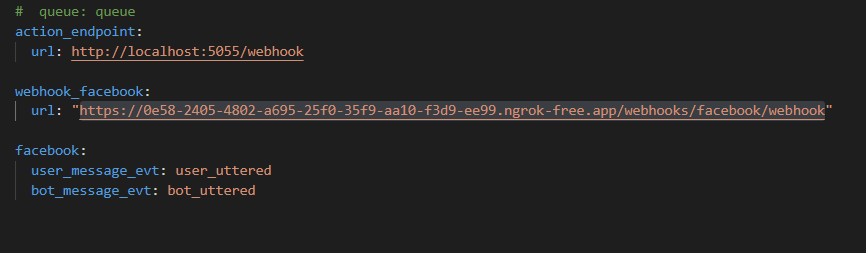 #  queue: queue
action_endpoint:
  url: http://localhost:5055/webhook
webhook_facebook:
  url: "https://0e58-2405-4802-a695-25f0-35f9-aa10-f3d9-ee99.ngrok-free.app/webhooks/facebook/webhook"
facebook:
  user_message_evt: user_uttered
  bot_message_evt: bot_uttered